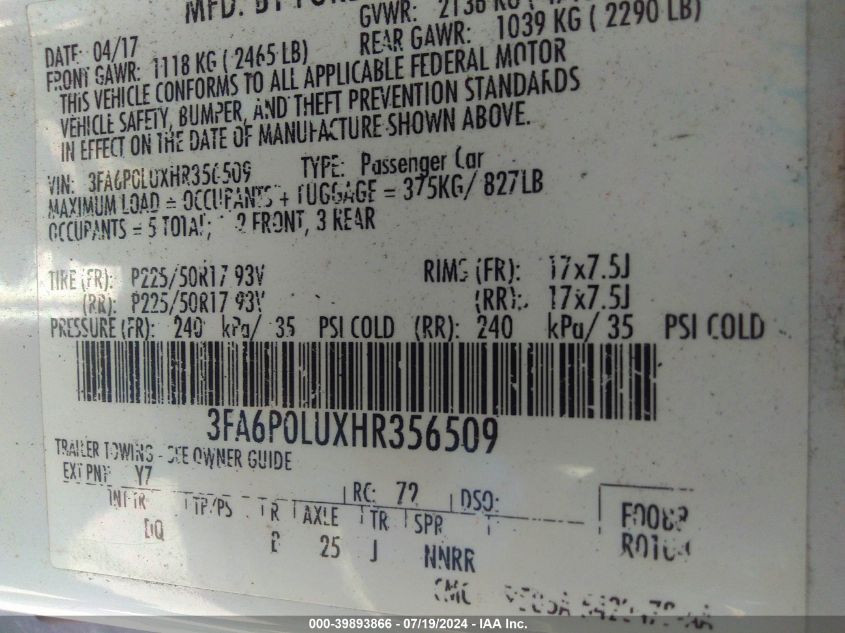 MFD. BY FORD
GVWR: 2136 KG
DATE: 04/17
FRONT GAWR: 1118 KG ( 2465 LB)
REAR GAWR: 1039 KG ( 2290 LB)
THIS VEHICLE CONFORMS TO ALL APPLICABLE FEDERAL MOTOR
VEHICLE SAFETY, BUMPER, AND THEFT PREVENTION STANDARDS
IN EFFECT ON THE DATE OF MANUFACTURE SHOWN ABOVE.
VIN: 3FA6P0LUXHR356509 TYPE: Passenger Car
MAXIMUM LOAD = OCCUPANTS + LUGGAGE = 375KG/ 827LB
OCCUPANTS = 5 TOTAL; 2 FRONT, 3 REAR
TIRE (FR): P225/50R17 93V RIMS (FR): 17x7.5J
(RR): P225/50R17 93V (RR): 17x7.5J
PRESSURE (FR): 240 kPa/ 35 PSI COLD (RR): 240 kPa/ 35 PSI COLD
3FA6P0LUXHR356509
TRAILER TOWING - SEE OWNER GUIDE
EXT PNT: Y7
RC: 79 DSO:
INT TR TP/PS R AXLE TR SPR T
DQ 25 J NNRR
000-39893866 - 07/19/2024 - IAA Inc.